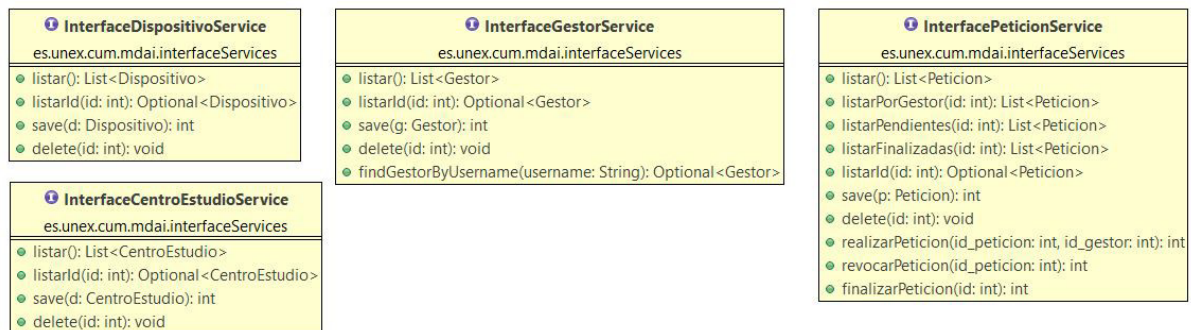 InterfaceDispositivoService
es.unex.cum.mdai.interfaceServices
listar(): List<Dispositivo>
listarId(id: int): Optional<Dispositivo>
save(d: Dispositivo): int
delete(id: int): void
InterfaceCentroEstudioService
es.unex.cum.mdai.interfaceServices
listar(): List<CentroEstudio>
listarId(id: int): Optional<CentroEstudio>
save(d: CentroEstudio): int
delete(id: int): void
InterfaceGestorService
es.unex.cum.mdai.interfaceServices
listar(): List<Gestor>
listarId(id: int): Optional<Gestor>
save(g: Gestor): int
delete(id: int): void
findGestorByUsername(username: String): Optional<Gestor>
InterfacePeticionService
es.unex.cum.mdai.interfaceServices
listar(): List<Peticion>
listarPorGestor(id: int): List<Peticion>
listarPendientes(id: int): List<Peticion>
listarFinalizadas(id: int): List<Peticion>
listarId(id: int): Optional<Peticion>
save(p: Peticion): int
delete(id: int): void
realizarPeticion(id_peticion: int, id_gestor: int): int
revocarPeticion(id_peticion: int): int
finalizarPeticion(id: int): int